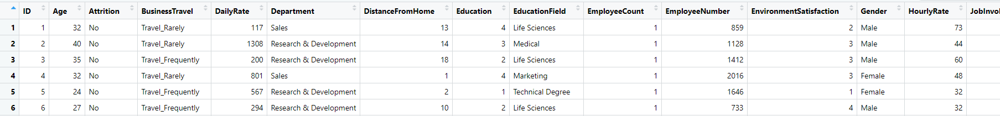 ID Age Attrition BusinessTravel DailyRate Department DistanceFromHome Education EducationField EmployeeCount EmployeeNumber EnvironmentSatisfaction Gender HourlyRate JobInvol
1 1 32 No Travel_Rarely 117 Sales 13 4 Life Sciences 1 859 2 Male 73
2 2 40 No Travel_Rarely 1308 Research & Development 14 3 Medical 1 1128 3 Male 44
3 3 35 No Travel_Frequently 200 Research & Development 18 2 Life Sciences 1 1412 3 Male 60
4 4 32 No Travel_Rarely 801 Sales 1 4 Marketing 1 2016 3 Female 48
5 5 24 No Travel_Frequently 567 Research & Development 2 1 Technical Degree 1 1646 1 Female 32
6 6 27 No Travel_Frequently 294 Research & Development 10 2 Life Sciences 1 733 4 Male 32